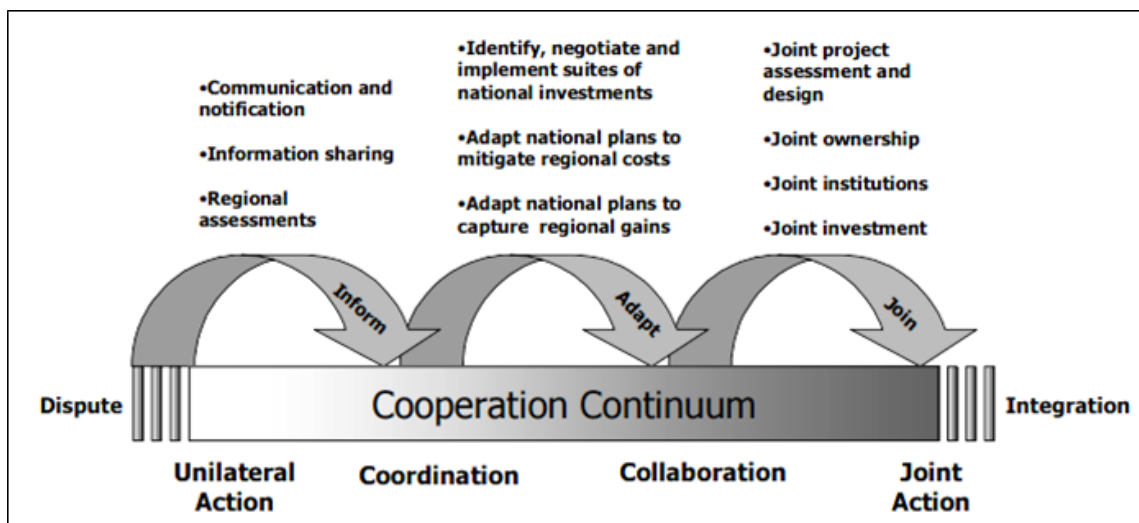 •Communication and
notification
•Information sharing
•Regional
assessments
•Identify, negotiate and
implement suites of
national investments
•Adapt national plans to
mitigate regional costs
•Adapt national plans to
capture regional gains
•Joint project
assessment and
design
•Joint ownership
•Joint institutions
•Joint investment
Inform
Adapt
Join
Dispute
Cooperation Continuum
Integration
Unilateral
Action
Coordination
Collaboration
Joint
Action